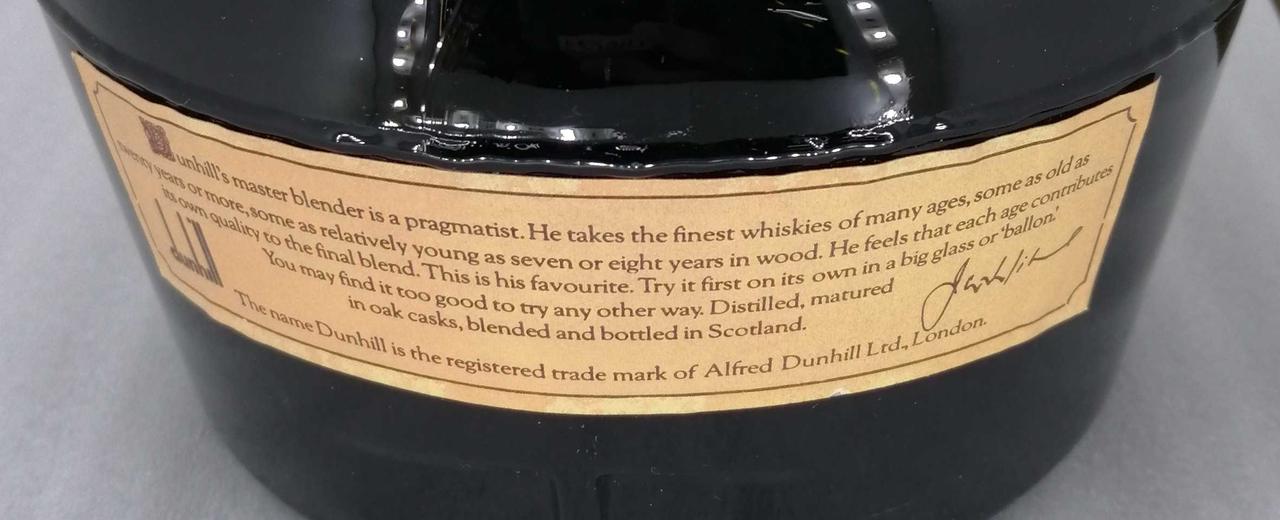 Dunhill's master blender is a pragmatist. He takes the finest whiskies of many ages, some as old as
twenty years or more, some as relatively young as seven or eight years in wood. He feels that each age contributes
its own quality to the final blend. This is his favourite. Try it first on its own in a big glass or 'ballon.'
You may find it too good to try any other way. Distilled, matured
in oak casks, blended and bottled in Scotland.
dunhill
The name Dunhill is the registered trade mark of Alfred Dunhill Ltd., London.